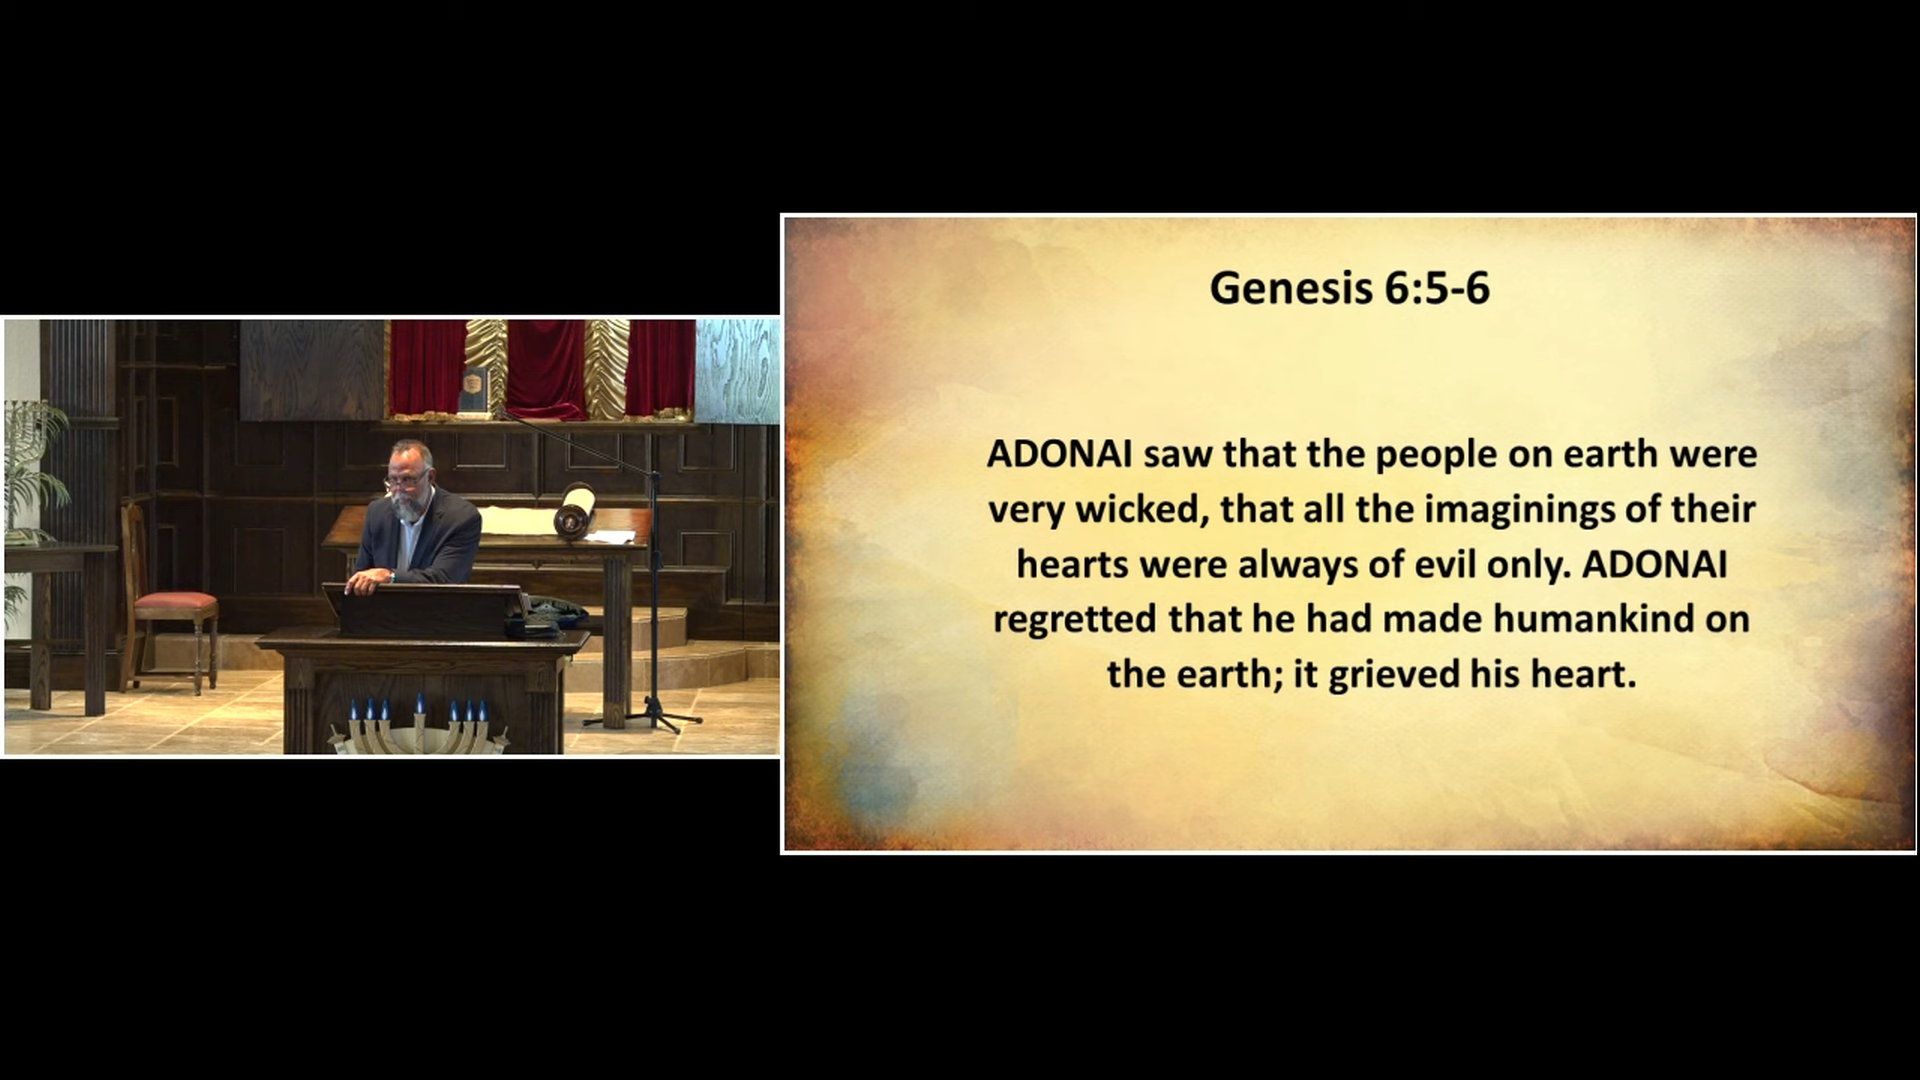 Genesis 6:5-6
ADONAI saw that the people on earth were
very wicked, that all the imaginings of their
hearts were always of evil only. ADONAI
regretted that he had made humankind on
the earth; it grieved his heart.